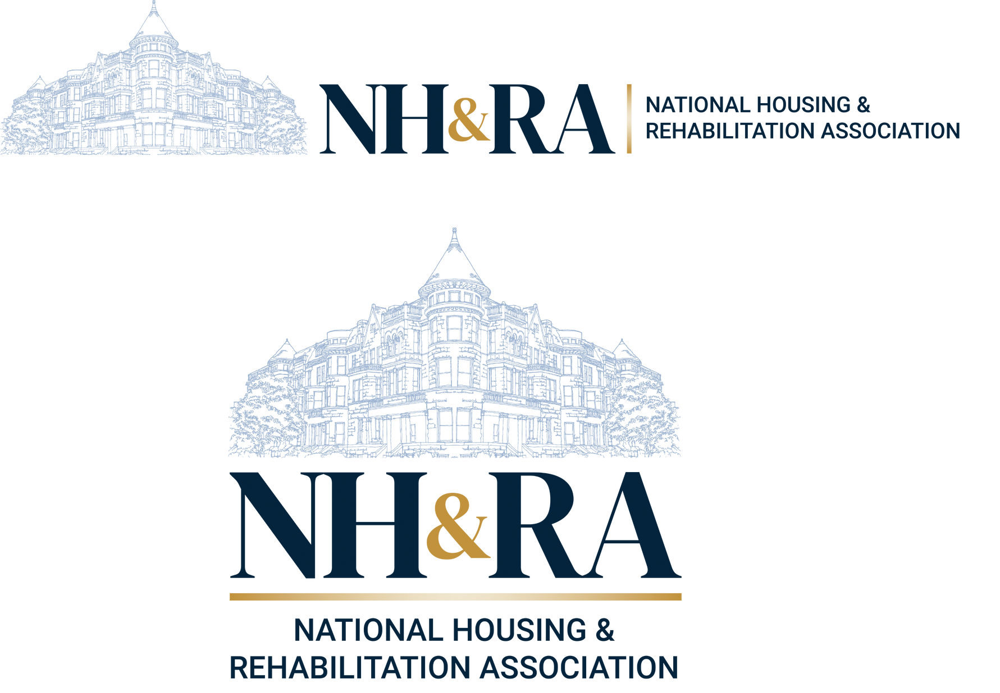 NH&RA
NATIONAL HOUSING &
REHABILITATION ASSOCIATION
NH&RA
NATIONAL HOUSING &
REHABILITATION ASSOCIATION